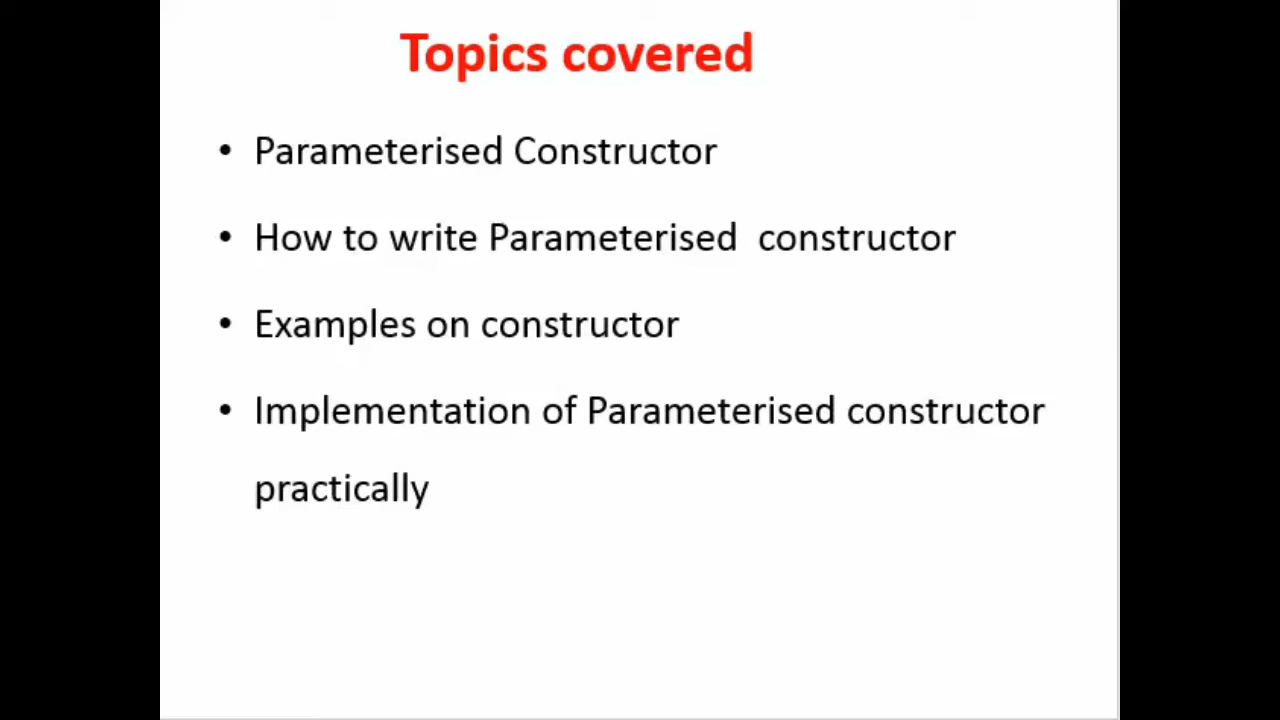 Topics covered
• Parameterised Constructor
• How to write Parameterised  constructor
• Examples on constructor
• Implementation of Parameterised constructor
practically